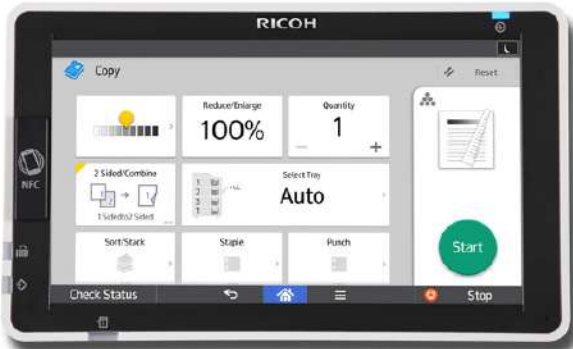 RICOH
Copy
Reset
Reduce/Enlarge
100%
Quantity
1
− +
2 Sided/Combine
1 Sided to 2 Sided
Select Tray
Auto
Sort/Stack
Staple
Punch
Start
NFC
Check Status
Stop